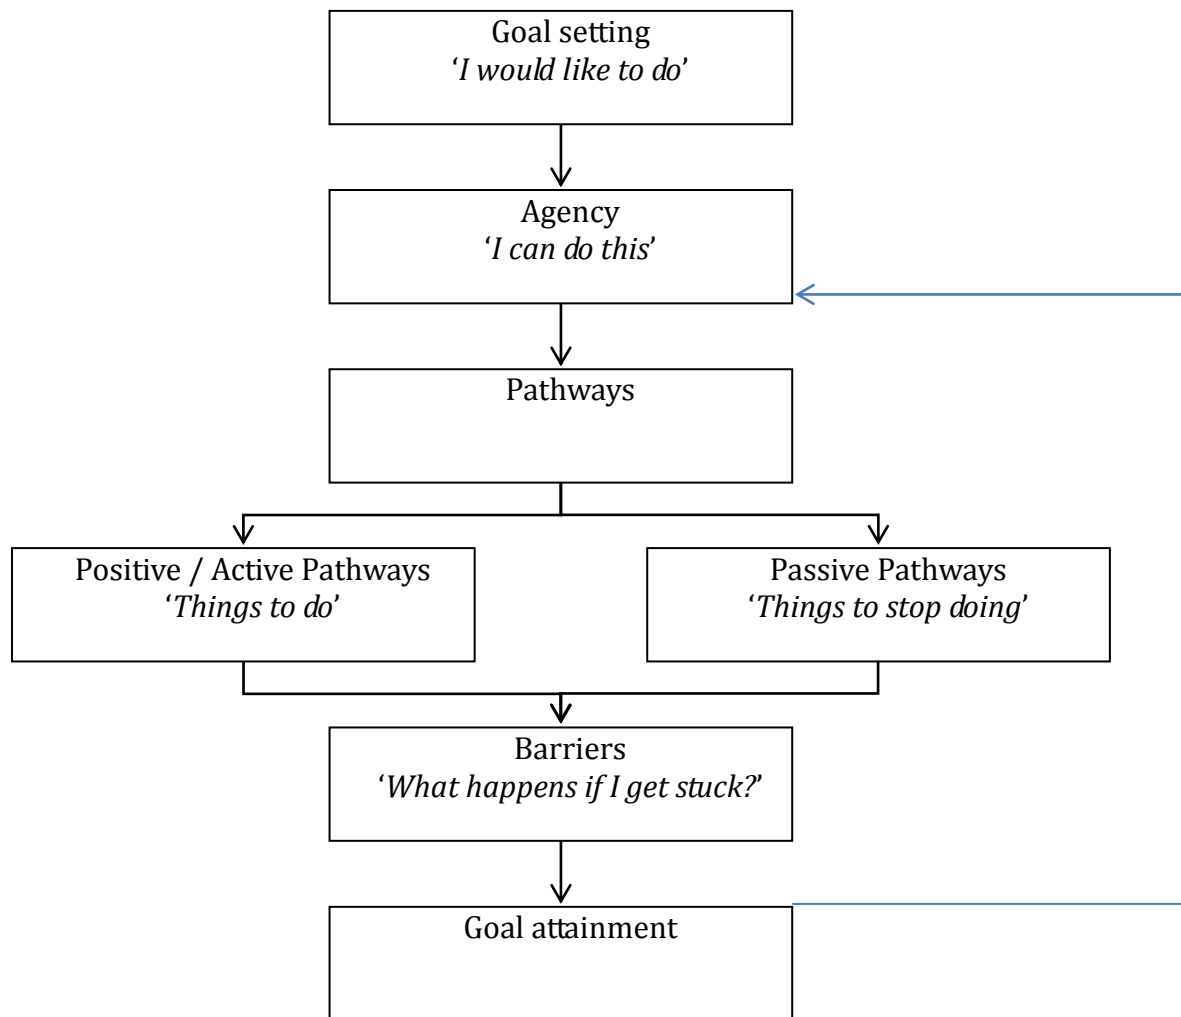 Goal setting
‘I would like to do’
Agency
‘I can do this’
Pathways
Positive / Active Pathways
‘Things to do’
Passive Pathways
‘Things to stop doing’
Barriers
‘What happens if I get stuck?’
Goal attainment